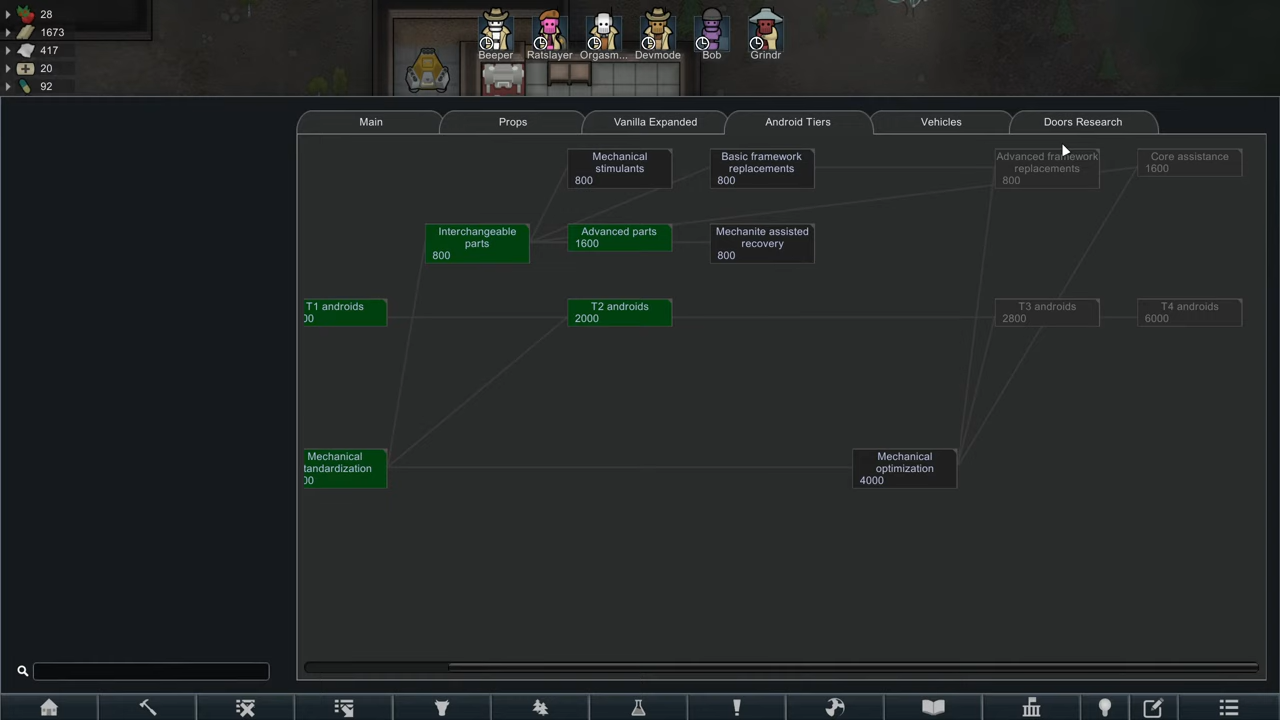 28
1673
417
20
92
Beeper
Ratslayer
Orgasm...
Devmode
Bob
Grindr
Main
Props
Vanilla Expanded
Android Tiers
Vehicles
Doors Research
Mechanical
stimulants
800
Basic framework
replacements
800
Advanced framework
replacements
800
Core assistance
1600
Interchangeable
parts
800
Advanced parts
1600
Mechanite assisted
recovery
800
T1 androids
00
T2 androids
2000
T3 androids
2800
T4 androids
6000
Mechanical
tandardization
00
Mechanical
optimization
4000